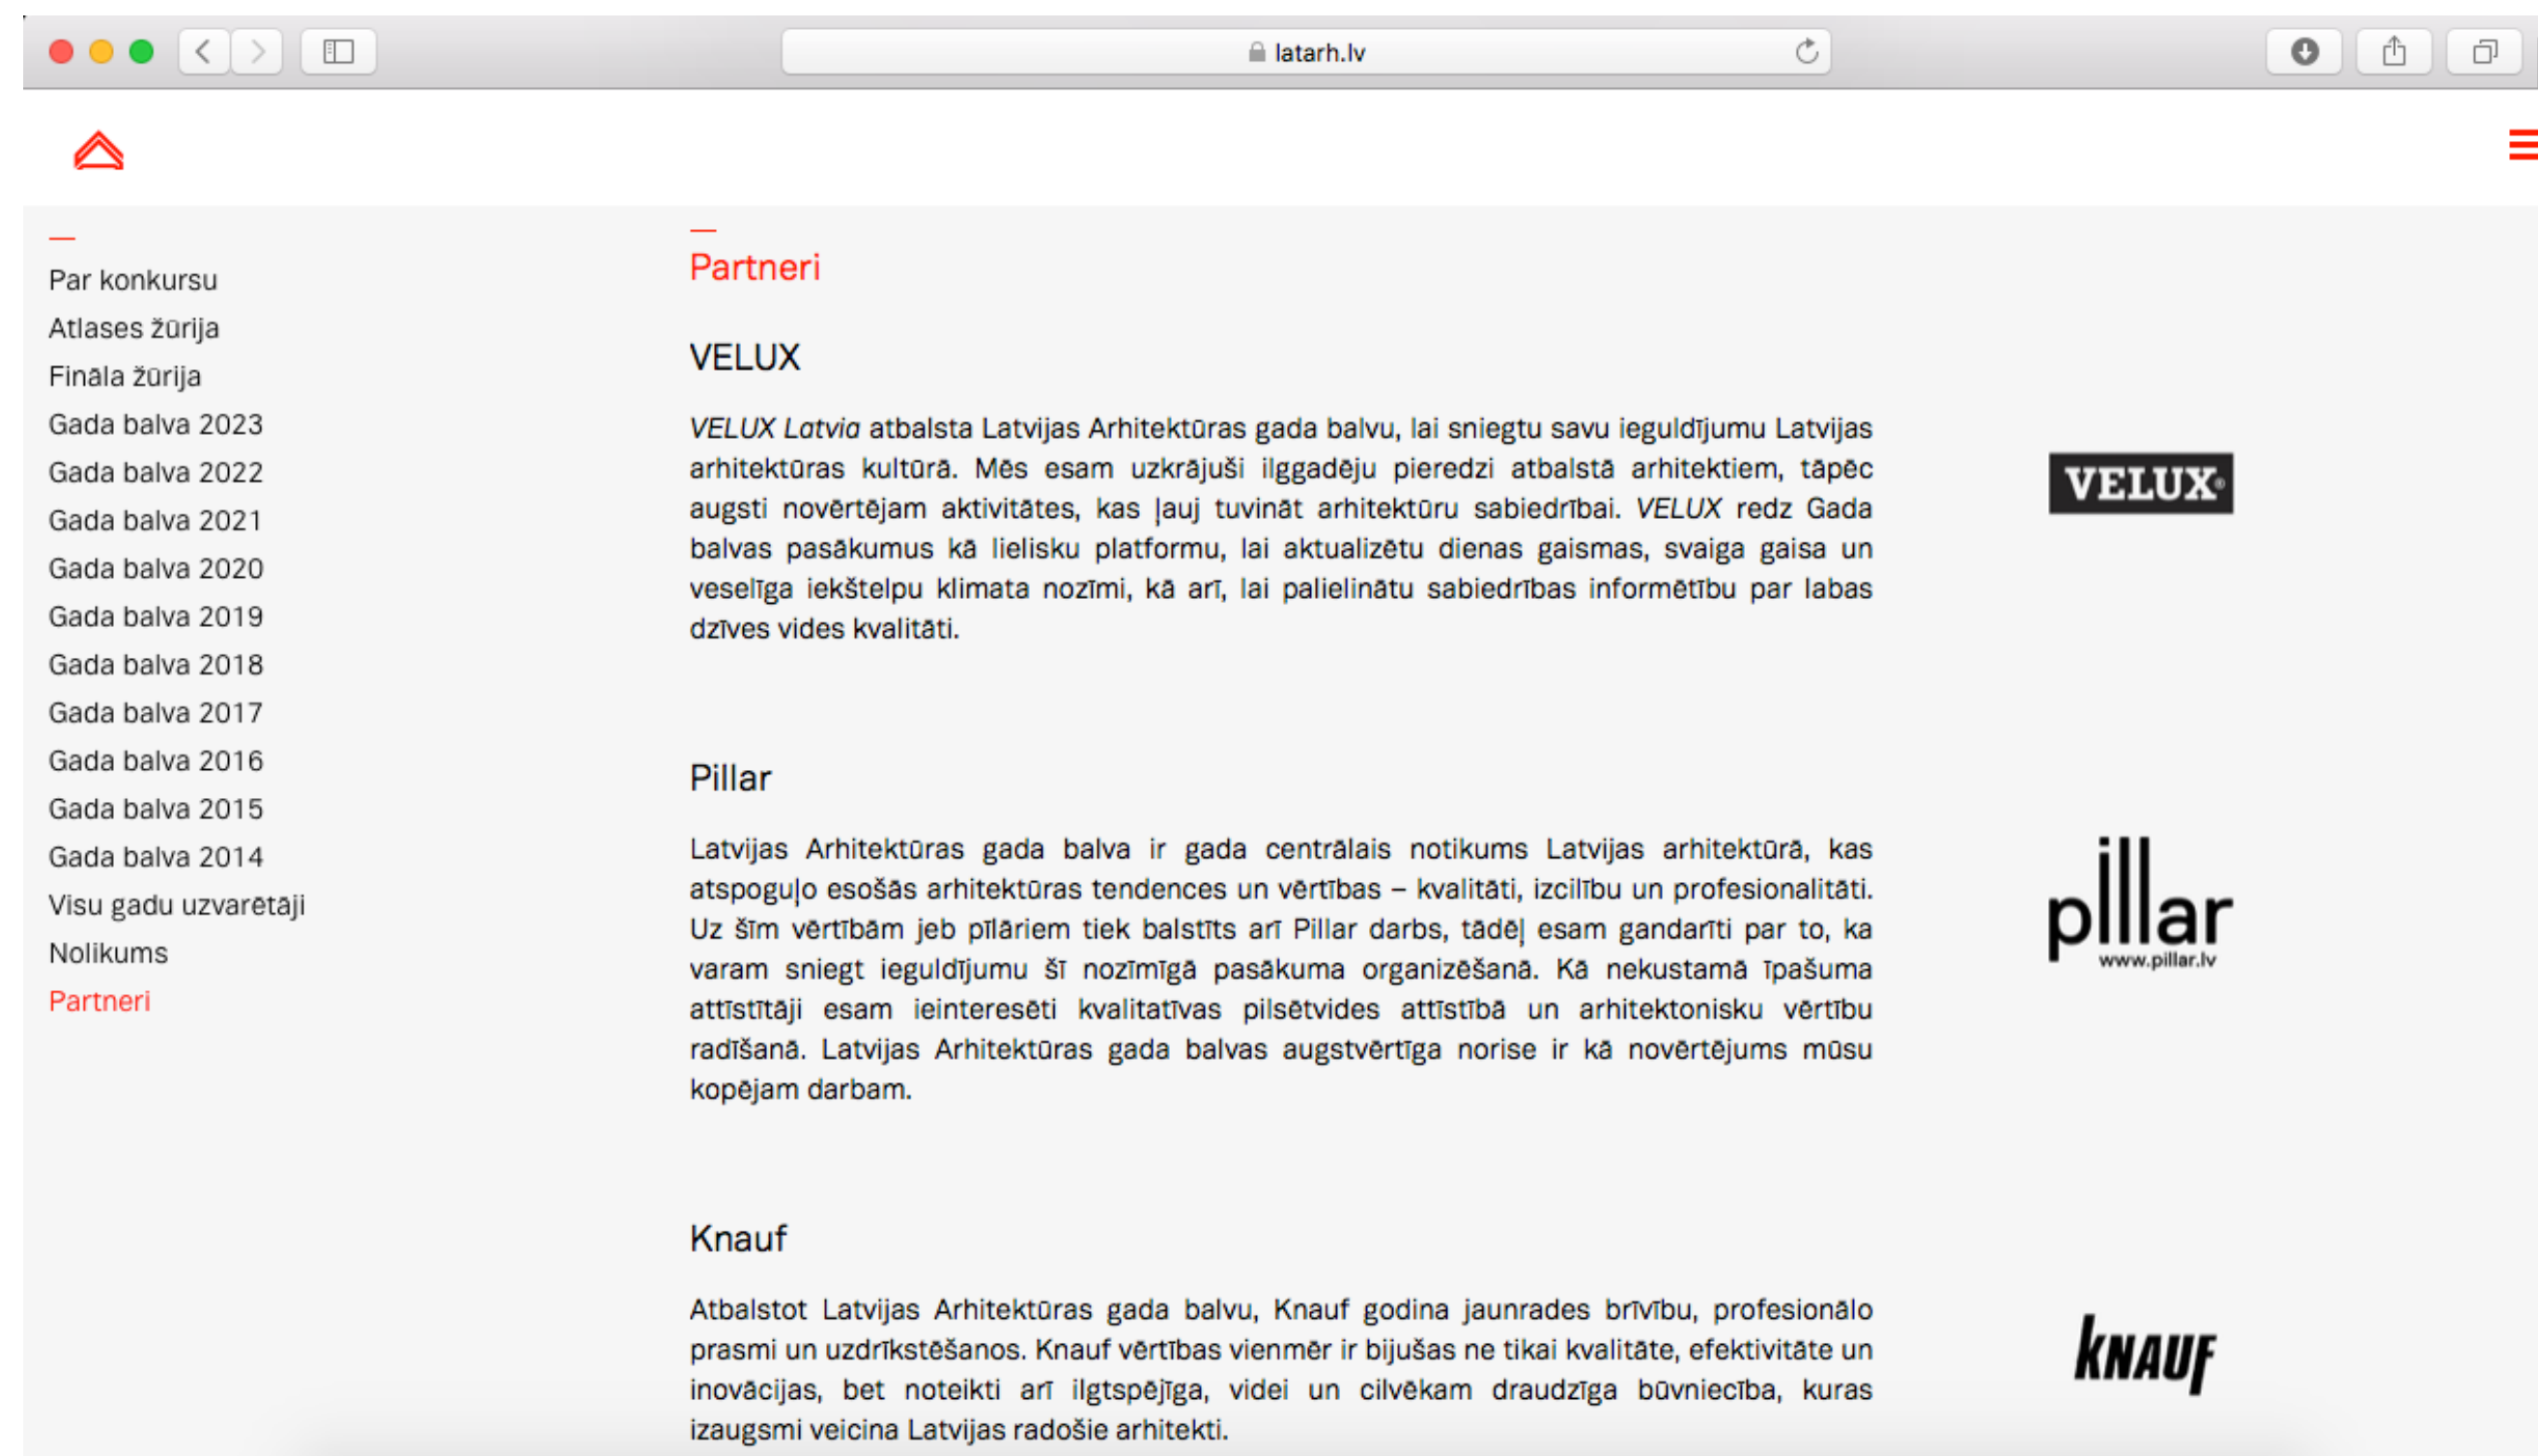 latarh.lv
Par konkursu
Atlases žūrija
Fināla žūrija
Gada balva 2023
Gada balva 2022
Gada balva 2021
Gada balva 2020
Gada balva 2019
Gada balva 2018
Gada balva 2017
Gada balva 2016
Gada balva 2015
Gada balva 2014
Visu gadu uzvarētāji
Nolikums
Partneri
Partneri
VELUX
VELUX Latvia atbalsta Latvijas Arhitektūras gada balvu, lai sniegtu savu ieguldījumu Latvijas
arhitektūras kultūrā. Mēs esam uzkrājuši ilggadēju pieredzi atbalstā arhitektiem, tāpēc
augsti novērtējam aktivitātes, kas ļauj tuvināt arhitektūru sabiedrībai. VELUX redz Gada
balvas pasākumus kā lielisku platformu, lai aktualizētu dienas gaismas, svaiga gaisa un
veselīga iekštelpu klimata nozīmi, kā arī, lai palielinātu sabiedrības informētību par labas
dzīves vides kvalitāti.
VELUX®
Pillar
Latvijas Arhitektūras gada balva ir gada centrālais notikums Latvijas arhitektūrā, kas
atspoguļo esošās arhitektūras tendences un vērtības – kvalitāti, izcilību un profesionalitāti.
Uz šīm vērtībām jeb pīlāriem tiek balstīts arī Pillar darbs, tādēļ esam gandarīti par to, ka
varam sniegt ieguldījumu šī nozīmīgā pasākuma organizēšanā. Kā nekustamā īpašuma
attīstītāji esam ieinteresēti kvalitatīvas pilsētvides attīstībā un arhitektonisku vērtību
radīšanā. Latvijas Arhitektūras gada balvas augstvērtīga norise ir kā novērtējums mūsu
kopējam darbam.
pillar
www.pillar.lv
Knauf
Atbalstot Latvijas Arhitektūras gada balvu, Knauf godina jaunrades brīvību, profesionālo
prasmi un uzdrīkstēšanos. Knauf vērtības vienmēr ir bijušas ne tikai kvalitāte, efektivitāte un
inovācijas, bet noteikti arī ilgtspējīga, videi un cilvēkam draudzīga būvniecība, kuras
izaugsmi veicina Latvijas radošie arhitekti.
KNAUF